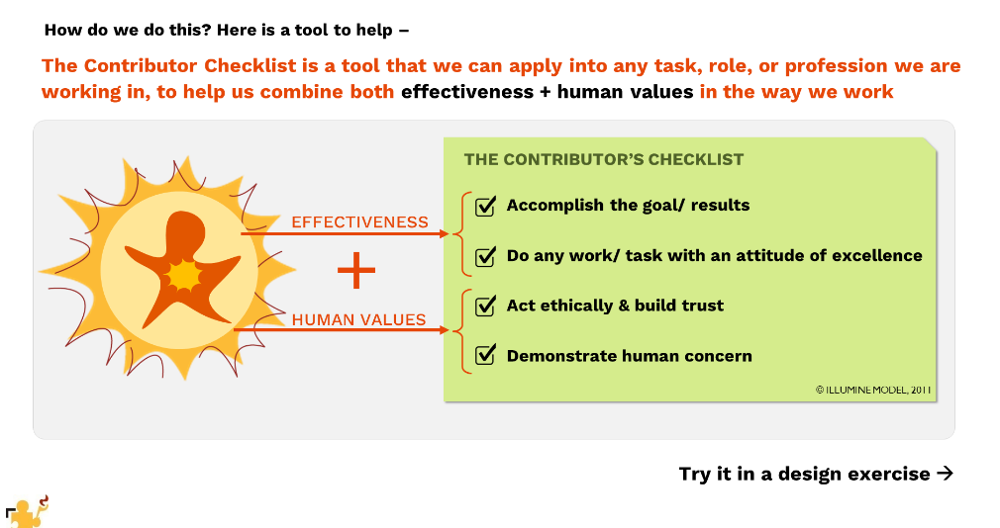 How do we do this? Here is a tool to help –
The Contributor Checklist is a tool that we can apply into any task, role, or profession we are
working in, to help us combine both effectiveness + human values in the way we work
THE CONTRIBUTOR’S CHECKLIST
EFFECTIVENESS
+
HUMAN VALUES
Accomplish the goal/ results
Do any work/ task with an attitude of excellence
Act ethically & build trust
Demonstrate human concern
© ILLUMINE MODEL, 2011
Try it in a design exercise →